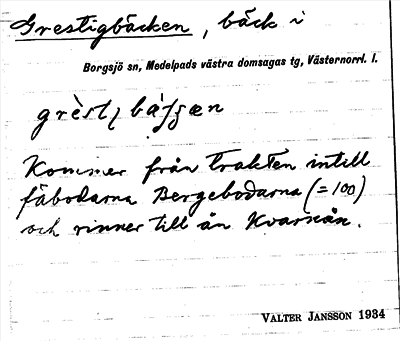 Grestigbäcken, bäck i
Borgsjö sn, Medelpads västra domsagas tg, Västernorrl. l.
Kommer från trakten intill
fäbodarna Bergebodarna (=100)
och rinner till ån Kvarnån.
VALTER JANSSON 1934